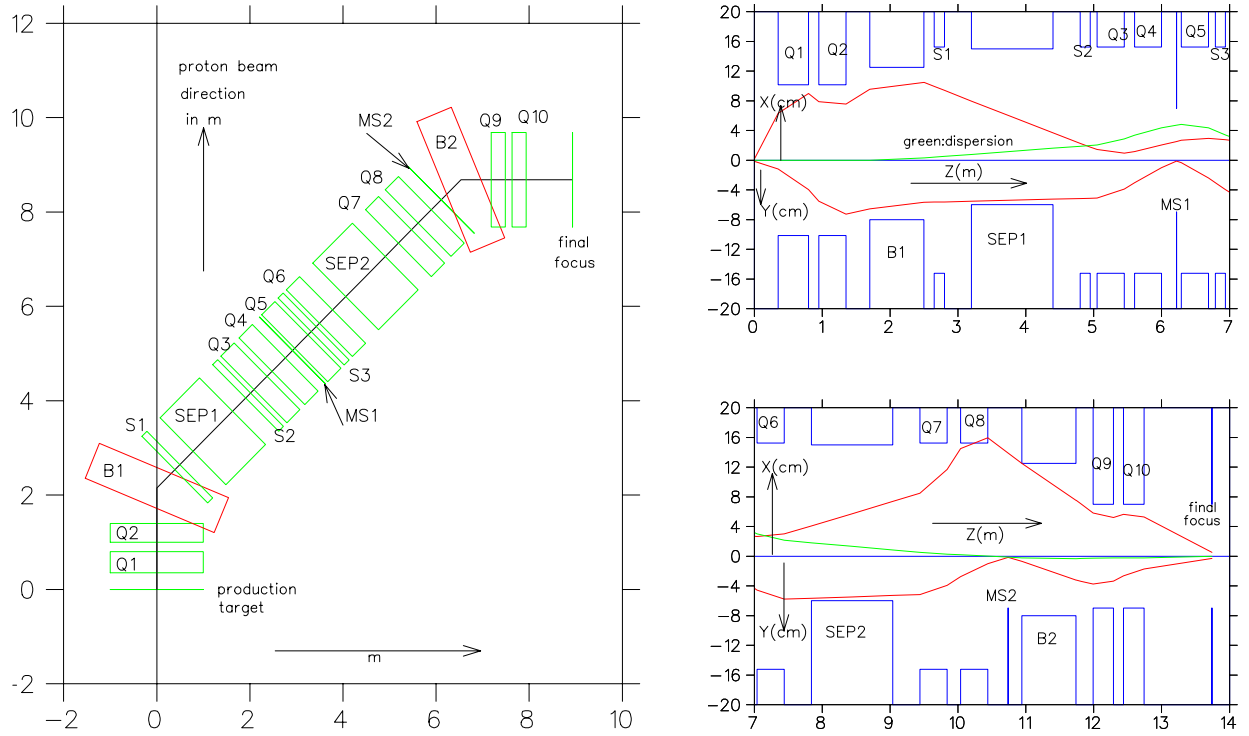 12
10
8
6
4
2
0
-2
-2
0
2
4
6
8
10
proton beam
direction
in m
MS2
B2
Q9
Q10
Q8
Q7
SEP2
final
focus
Q6
Q5
Q4
Q3
S3
MS1
S1
SEP1
S2
B1
Q2
Q1
production
target
m
20
16
12
8
4
0
-4
-8
-12
-16
-20
Q1
Q2
S1
S2
Q3
Q4
Q5
S3
X(cm)
green:dispersion
Z(m)
Y(cm)
MS1
B1
SEP1
0
1
2
3
4
5
6
7
20
16
12
8
4
0
-4
-8
-12
-16
-20
Q6
Q7
Q8
Q9
Q10
X(cm)
final
focus
Z(m)
MS2
Y(cm)
SEP2
B2
7
8
9
10
11
12
13
14